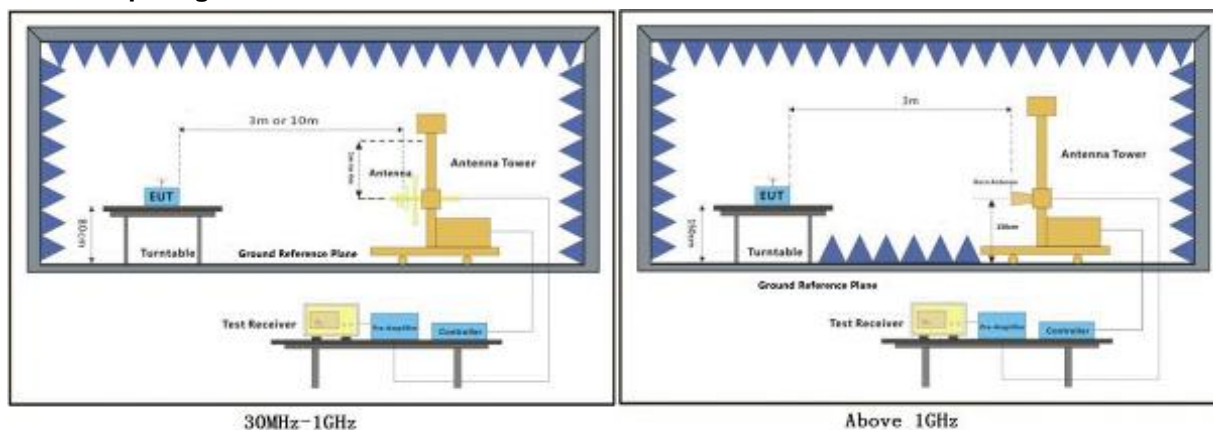 3m or 10m
Antenna
Antenna Tower
EUT
80cm
Turntable
Ground Reference Plane
Test Receiver
Pre-Amplifier
Controller
30MHz-1GHz
3m
Antenna Tower
Horn Antenna
EUT
150cm
150cm
Turntable
Ground Reference Plane
Test Receiver
Pre-Amplifier
Controller
Above 1GHz